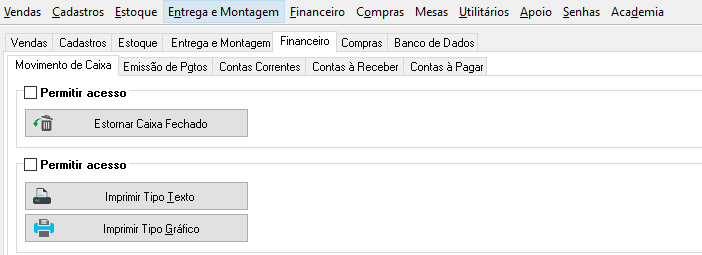 Vendas Cadastros Estoque Entrega e Montagem Financeiro Compras Mesas Utilitários Apoio Senhas Academia
Vendas Cadastros Estoque Entrega e Montagem Financeiro Compras Banco de Dados
Movimento de Caixa Emissão de Pgtos Contas Correntes Contas à Receber Contas à Pagar
Permitir acesso
Estornar Caixa Fechado
Permitir acesso
Imprimir Tipo Texto
Imprimir Tipo Gráfico